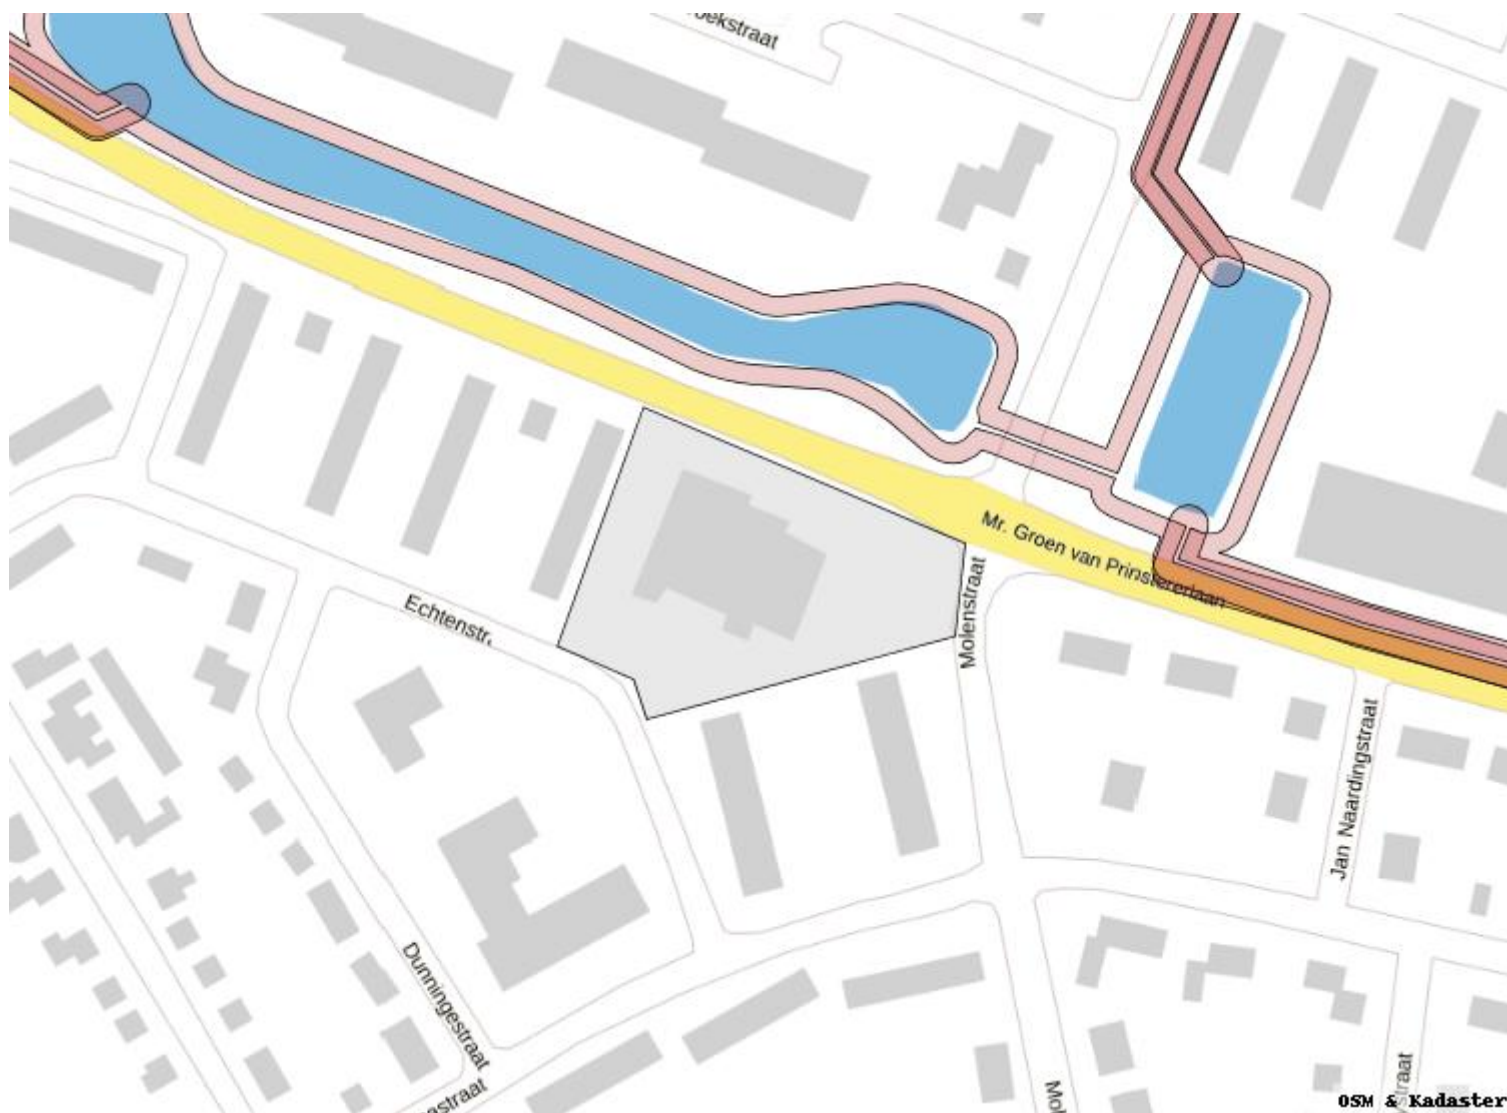 Mr. Groen van Prinstererlaan
Molenstraat
Echtenstr.
Jan Naardingstraat
Dunningestraat
OSM & Kadaster